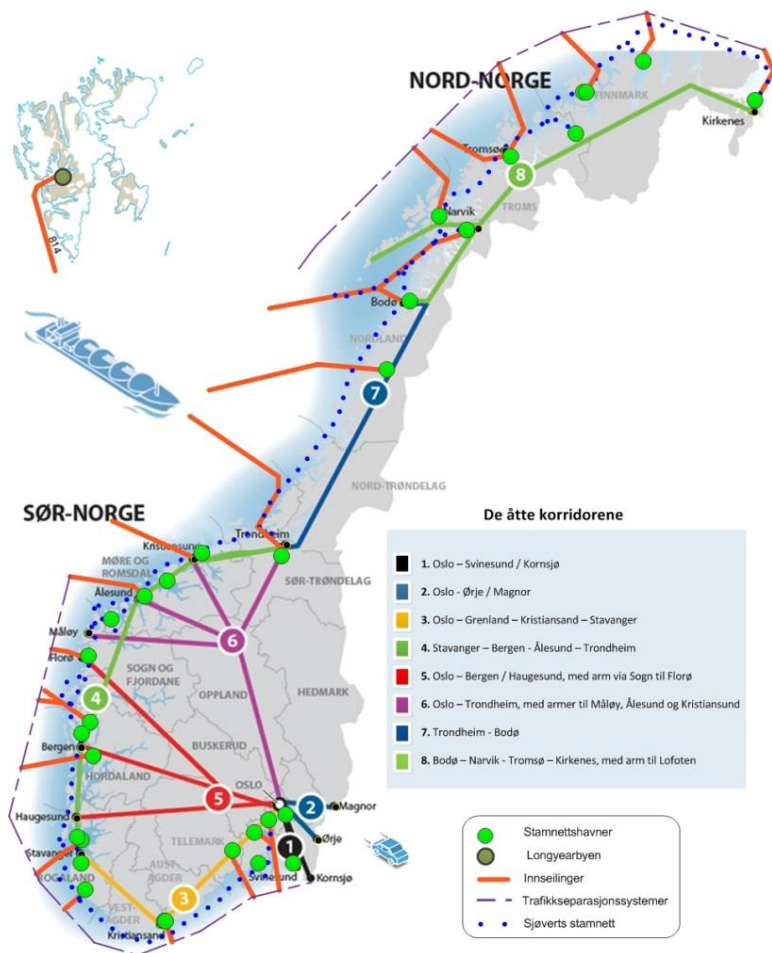 NORD-NORGE
FINNMARK
Kirkenes
Tromsø
8
TROMS
Narvik
B14
Bodø
NORDLAND
7
NORD-TRØNDELAG
SØR-NORGE
Trondheim
Kristiansund
MØRE OG
ROMSDAL
SØR-TRØNDELAG
Ålesund
Måløy
6
Florø
SOGN OG
FJORDANE
OPPLAND
HEDMARK
4
BUSKERUD
Bergen
HORDALAND
OSLO
5
2
Magnor
Haugesund
TELEMARK
Ørje
1
Stavanger
AUST-
AGDER
Svinesund
Kornsjø
ROGALAND
3
VEST-
AGDER
Kristiansand
De åtte korridorene
1. Oslo – Svinesund / Kornsjø
2. Oslo - Ørje / Magnor
3. Oslo – Grenland – Kristiansand – Stavanger
4. Stavanger – Bergen - Ålesund – Trondheim
5. Oslo – Bergen / Haugesund, med arm via Sogn til Florø
6. Oslo – Trondheim, med armer til Måløy, Ålesund og Kristiansund
7. Trondheim - Bodø
8. Bodø – Narvik - Tromsø – Kirkenes, med arm til Lofoten
Stamnettshavner
Longyearbyen
Innseilinger
Trafikkseparasjonssystemer
Sjøverts stamnett